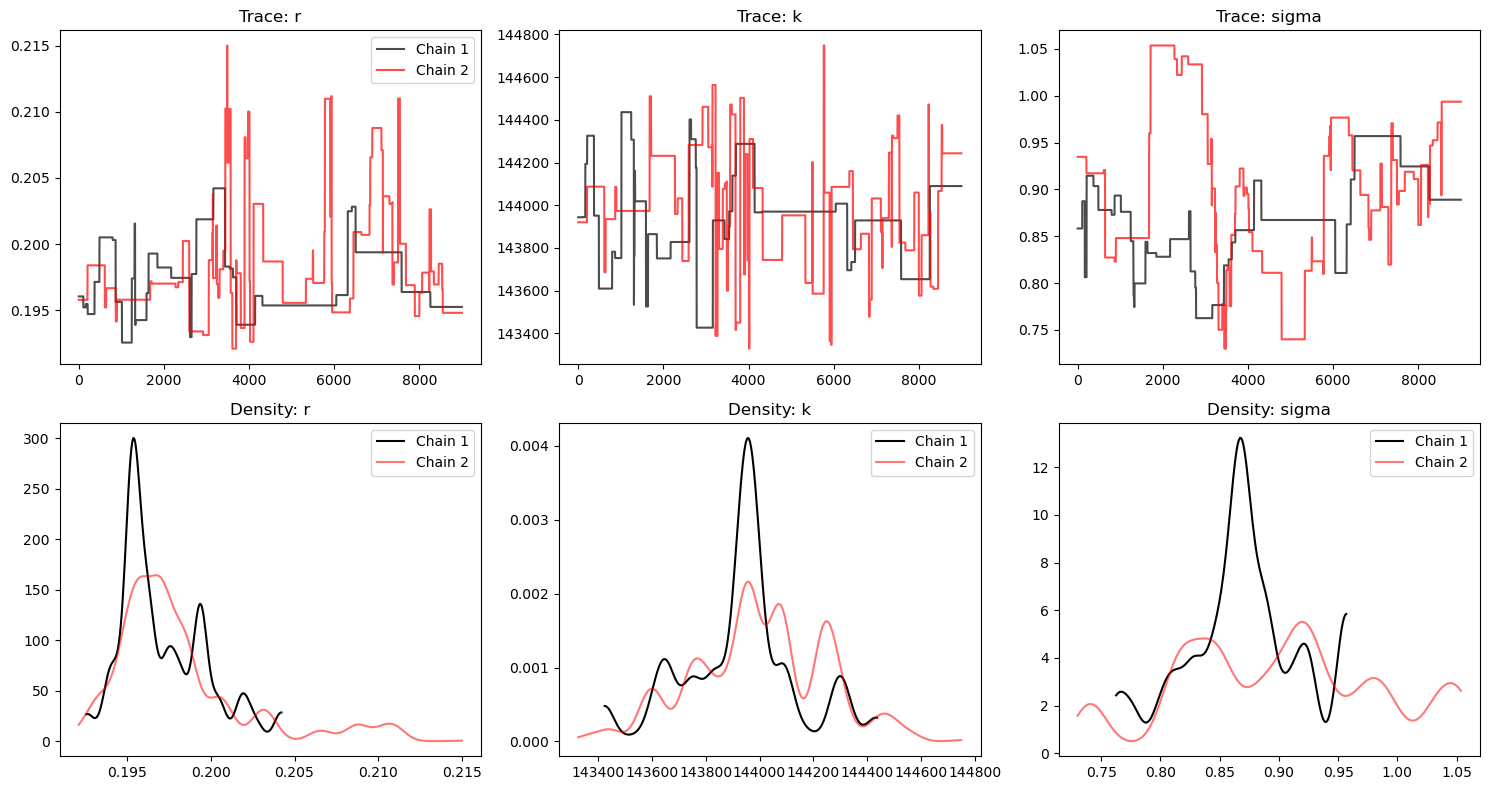 Trace: r
Trace: k
Trace: sigma
Chain 1
Chain 2
0.215
0.210
0.205
0.200
0.195
0 2000 4000 6000 8000
144800
144600
144400
144200
144000
143800
143600
143400
0 2000 4000 6000 8000
1.05
1.00
0.95
0.90
0.85
0.80
0.75
0 2000 4000 6000 8000
Density: r
Density: k
Density: sigma
Chain 1
Chain 2
300
250
200
150
100
50
0
0.195 0.200 0.205 0.210 0.215
Chain 1
Chain 2
0.004
0.003
0.002
0.001
0.000
143400 143600 143800 144000 144200 144400 144600 144800
Chain 1
Chain 2
12
10
8
6
4
2
0
0.75 0.80 0.85 0.90 0.95 1.00 1.05